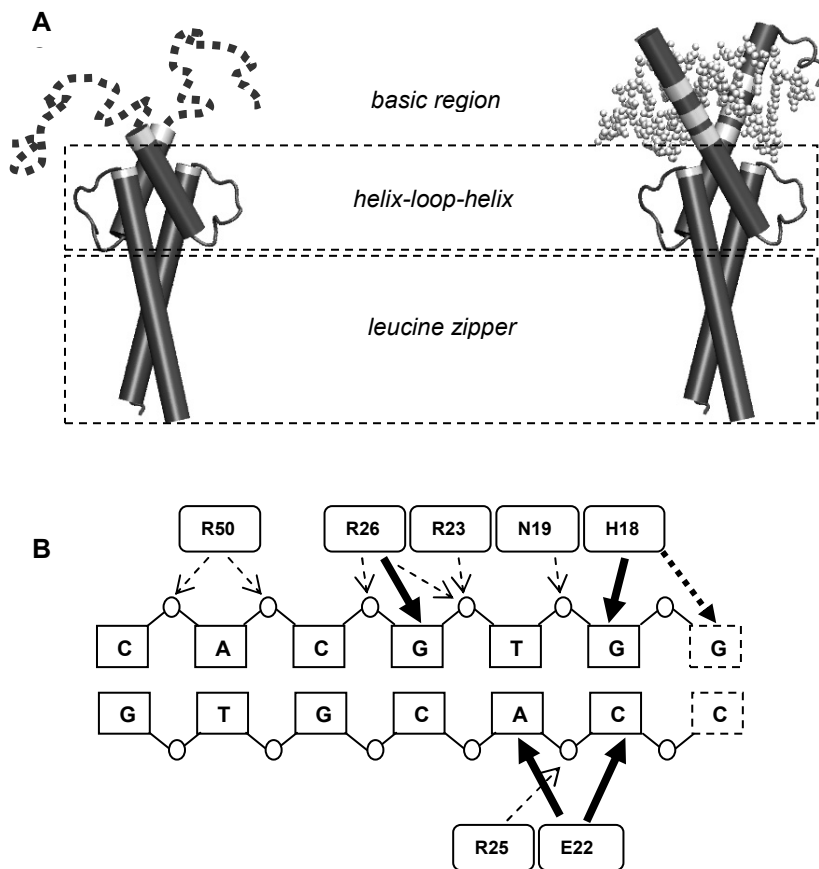 A
basic region
helix-loop-helix
leucine zipper
B
R50 R26 R23 N19 H18
C A C G T G G
G T G C A C C
R25 E22